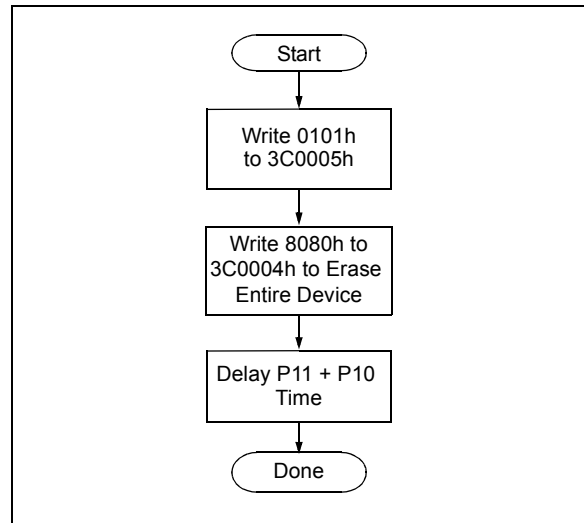 Start
Write 0101h
to 3C0005h
Write 8080h to
3C0004h to Erase
Entire Device
Delay P11 + P10
Time
Done